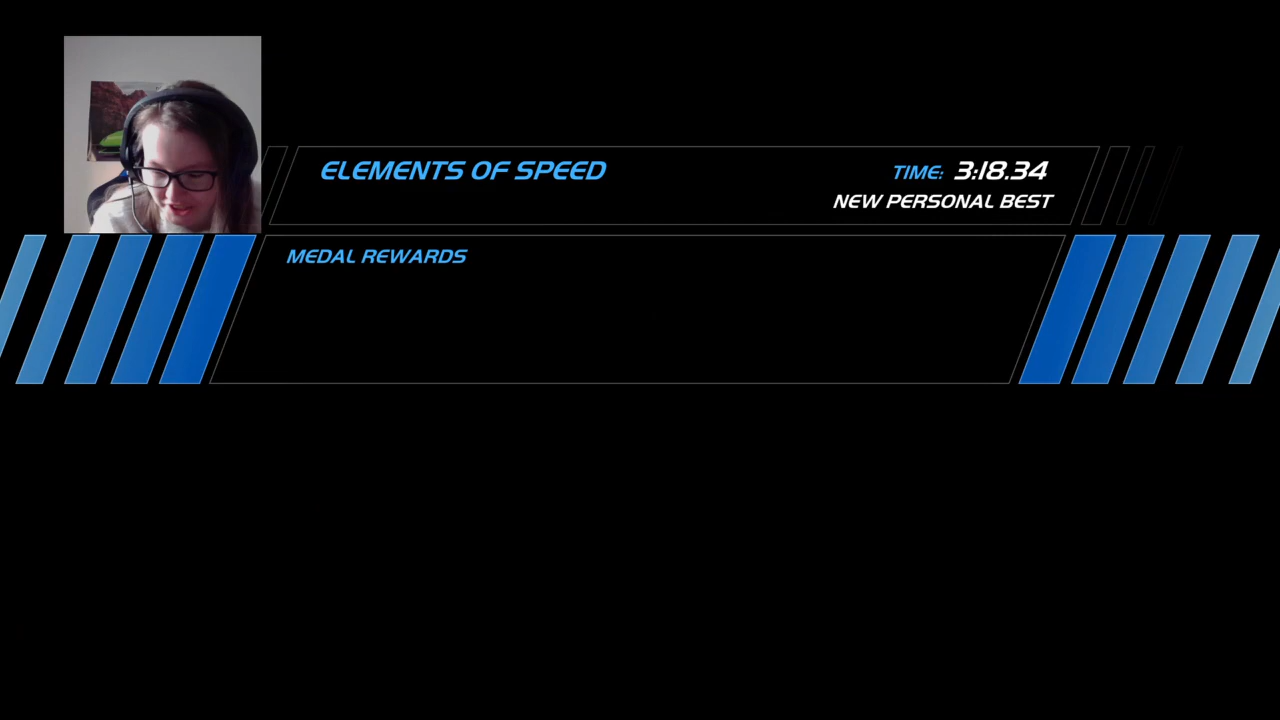 ELEMENTS OF SPEED
TIME: 3:18.34
NEW PERSONAL BEST
MEDAL REWARDS